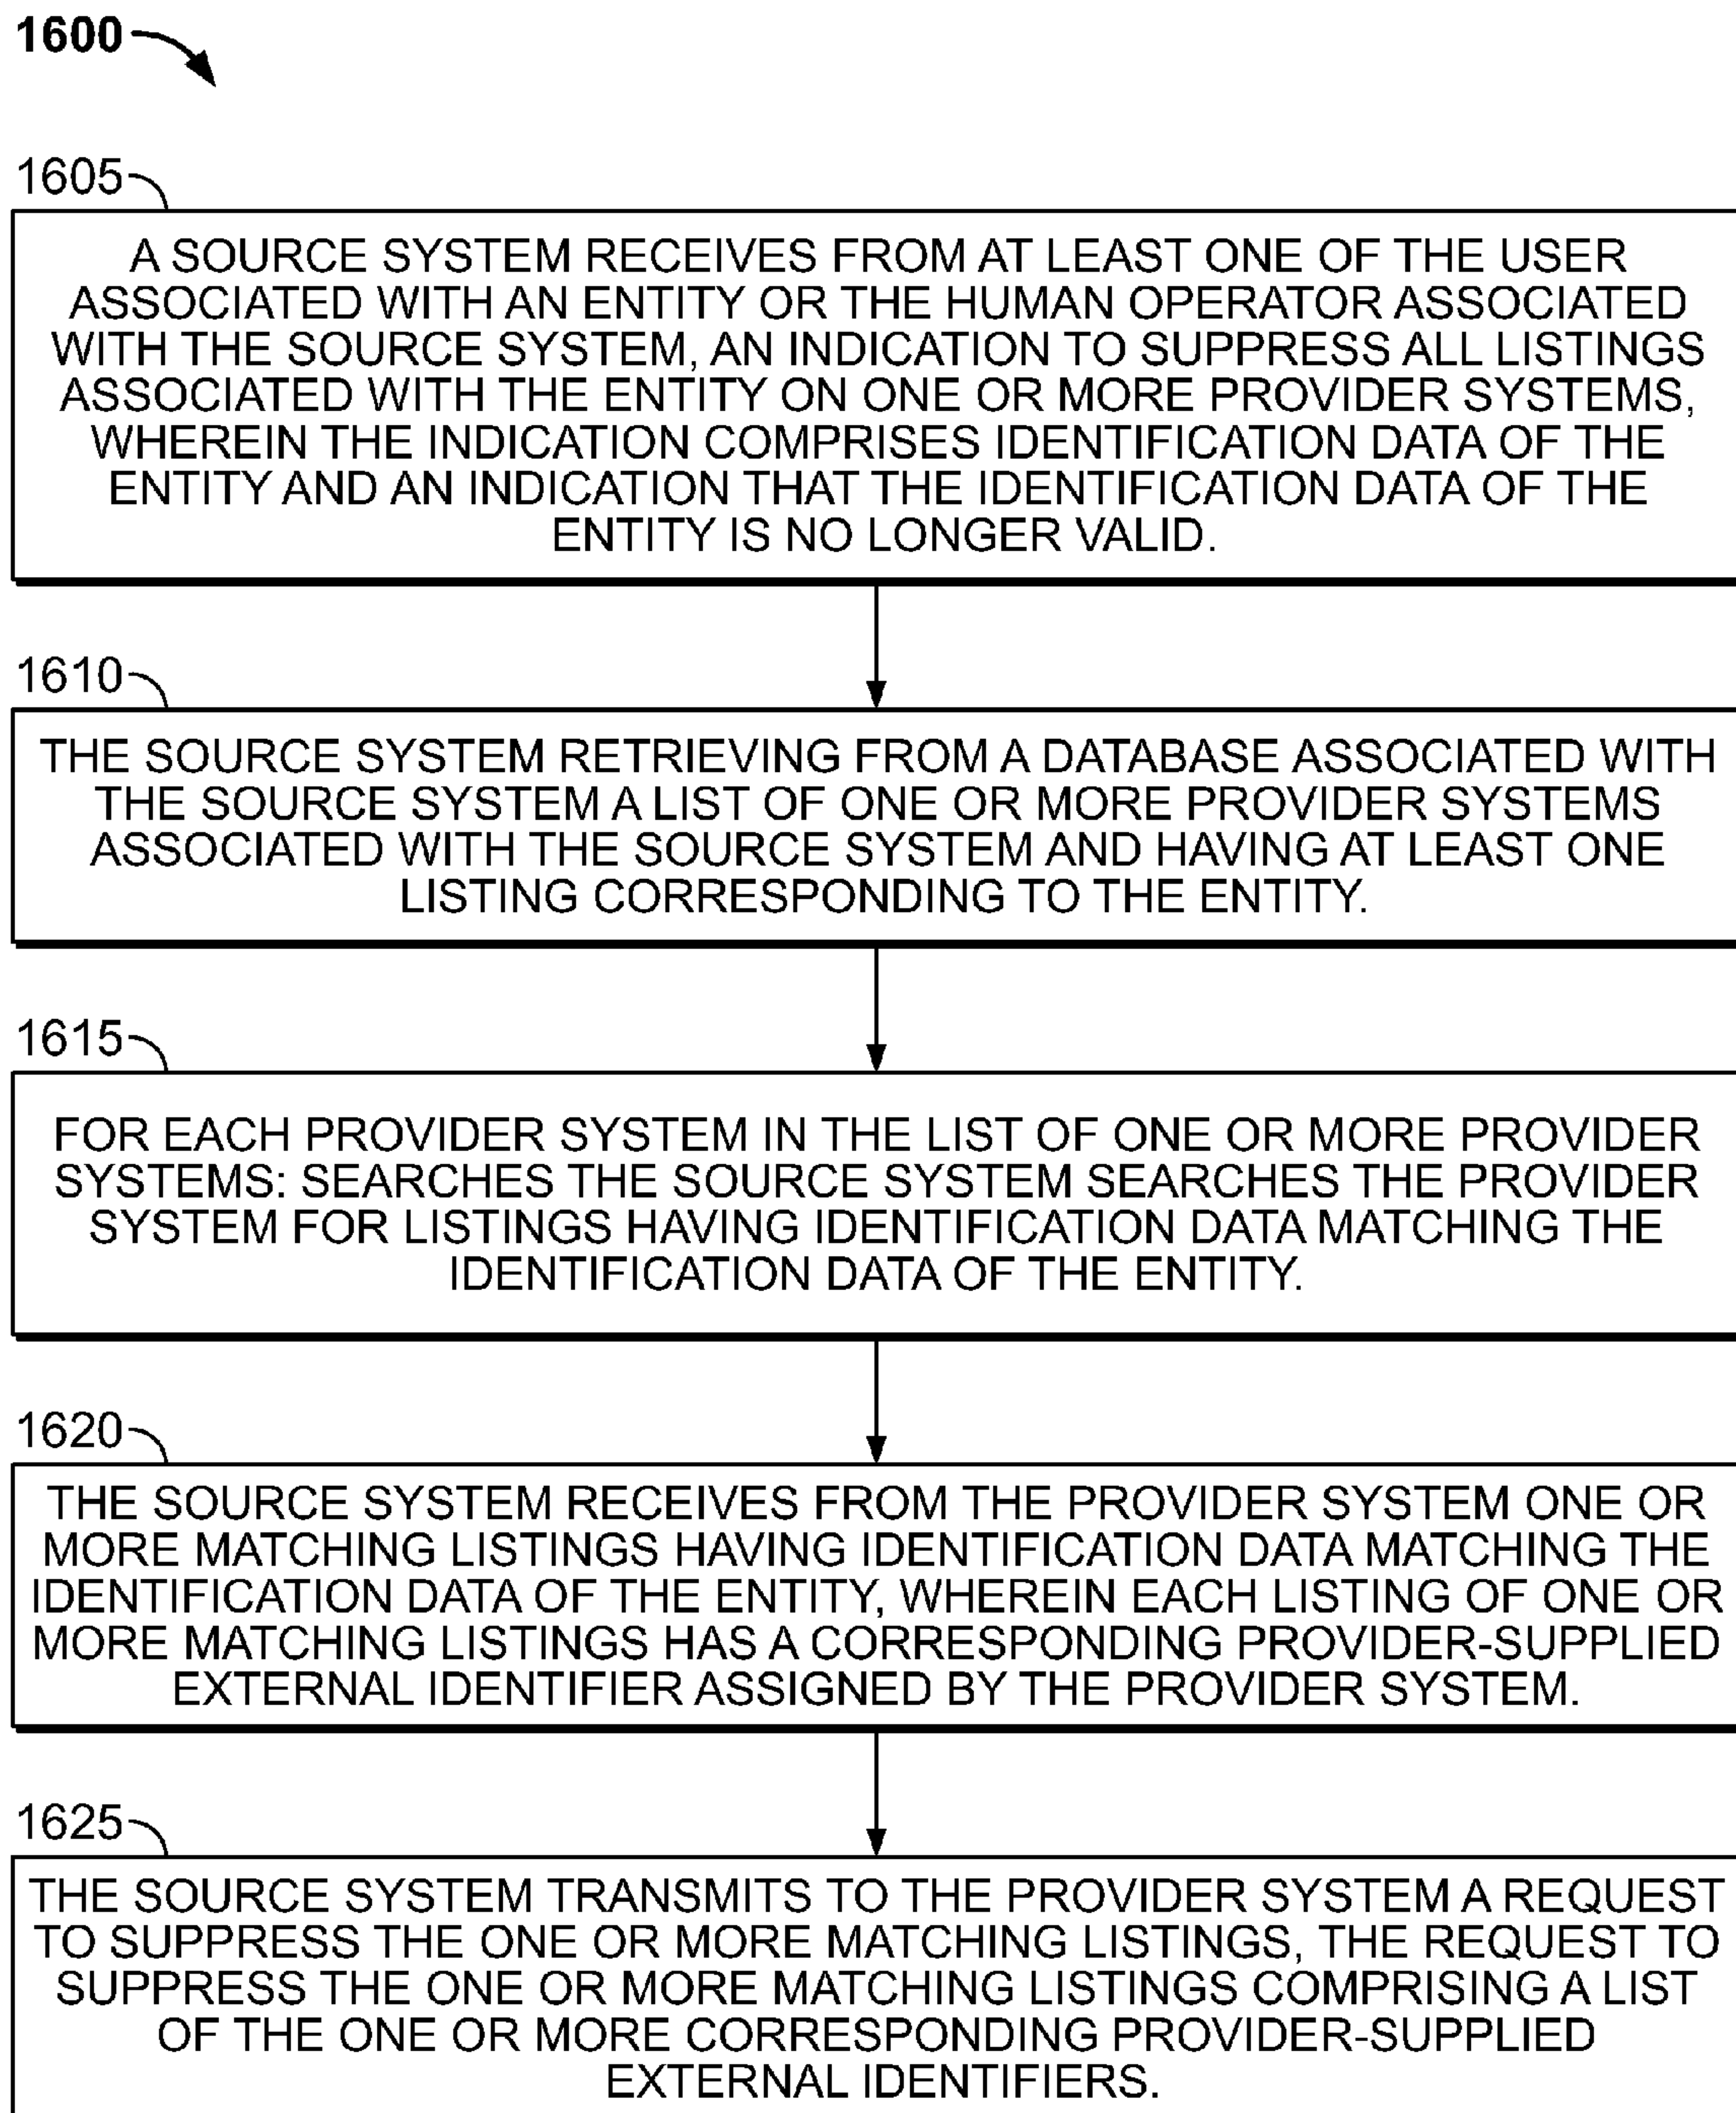 1600
1605
A SOURCE SYSTEM RECEIVES FROM AT LEAST ONE OF THE USER
ASSOCIATED WITH AN ENTITY OR THE HUMAN OPERATOR ASSOCIATED
WITH THE SOURCE SYSTEM, AN INDICATION TO SUPPRESS ALL LISTINGS
ASSOCIATED WITH THE ENTITY ON ONE OR MORE PROVIDER SYSTEMS,
WHEREIN THE INDICATION COMPRISES IDENTIFICATION DATA OF THE
ENTITY AND AN INDICATION THAT THE IDENTIFICATION DATA OF THE
ENTITY IS NO LONGER VALID.
1610
THE SOURCE SYSTEM RETRIEVING FROM A DATABASE ASSOCIATED WITH
THE SOURCE SYSTEM A LIST OF ONE OR MORE PROVIDER SYSTEMS
ASSOCIATED WITH THE SOURCE SYSTEM AND HAVING AT LEAST ONE
LISTING CORRESPONDING TO THE ENTITY.
1615
FOR EACH PROVIDER SYSTEM IN THE LIST OF ONE OR MORE PROVIDER
SYSTEMS: SEARCHES THE SOURCE SYSTEM SEARCHES THE PROVIDER
SYSTEM FOR LISTINGS HAVING IDENTIFICATION DATA MATCHING THE
IDENTIFICATION DATA OF THE ENTITY.
1620
THE SOURCE SYSTEM RECEIVES FROM THE PROVIDER SYSTEM ONE OR
MORE MATCHING LISTINGS HAVING IDENTIFICATION DATA MATCHING THE
IDENTIFICATION DATA OF THE ENTITY, WHEREIN EACH LISTING OF ONE OR
MORE MATCHING LISTINGS HAS A CORRESPONDING PROVIDER-SUPPLIED
EXTERNAL IDENTIFIER ASSIGNED BY THE PROVIDER SYSTEM.
1625
THE SOURCE SYSTEM TRANSMITS TO THE PROVIDER SYSTEM A REQUEST
TO SUPPRESS THE ONE OR MORE MATCHING LISTINGS, THE REQUEST TO
SUPPRESS THE ONE OR MORE MATCHING LISTINGS COMPRISING A LIST
OF THE ONE OR MORE CORRESPONDING PROVIDER-SUPPLIED
EXTERNAL IDENTIFIERS.